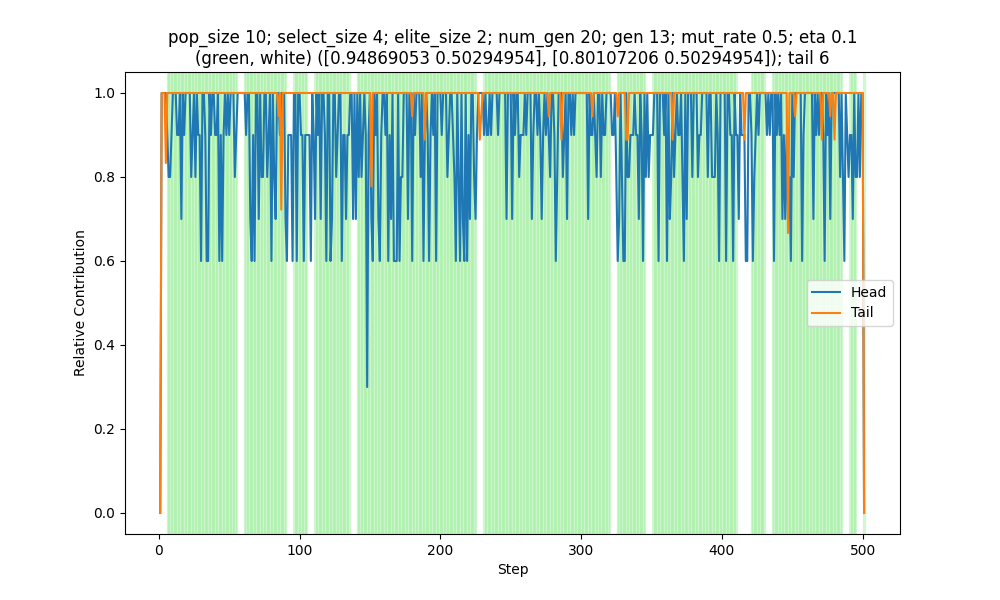 pop_size 10; select_size 4; elite_size 2; num_gen 20; gen 13; mut_rate 0.5; eta 0.1
(green, white) ([0.94869053 0.50294954], [0.80107206 0.50294954]); tail 6
1.0
0.8
0.6
0.4
0.2
0.0
Relative Contribution
Head
Tail
0
100
200
300
400
500
Step